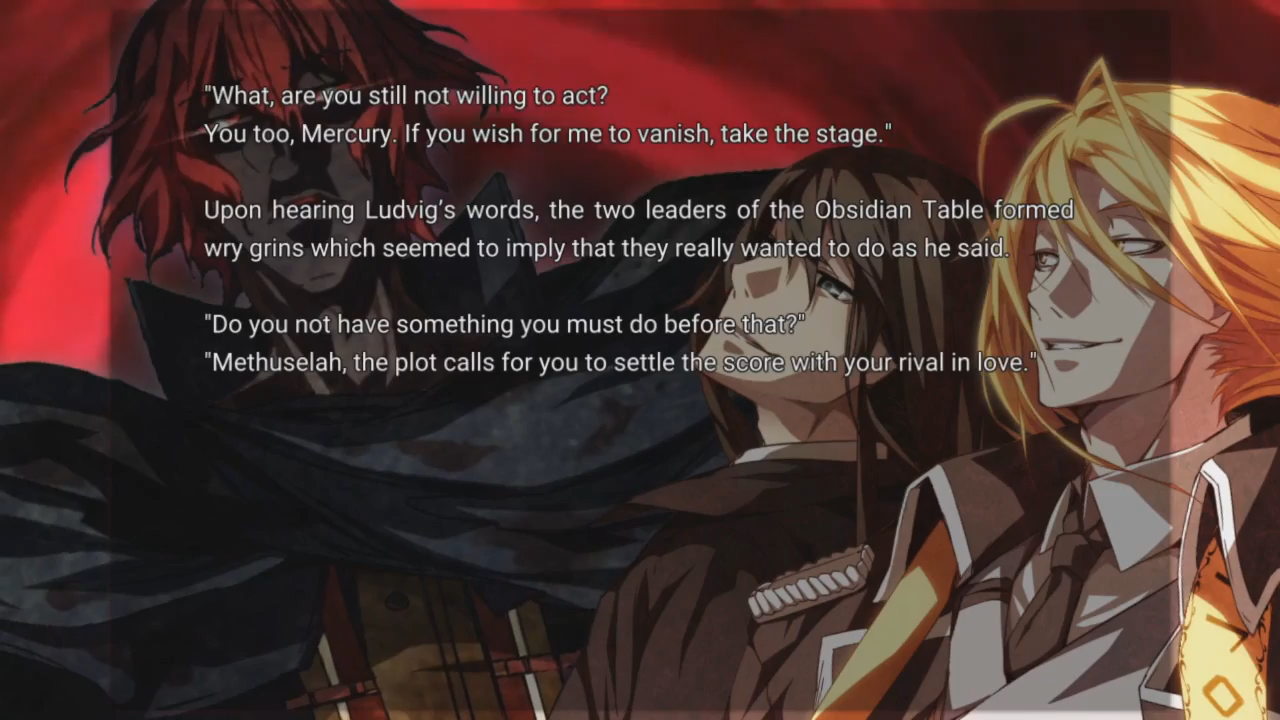 "What, are you still not willing to act?
You too, Mercury. If you wish for me to vanish, take the stage."
Upon hearing Ludvig’s words, the two leaders of the Obsidian Table formed
wry grins which seemed to imply that they really wanted to do as he said.
"Do you not have something you must do before that?"
"Methuselah, the plot calls for you to settle the score with your rival in love."